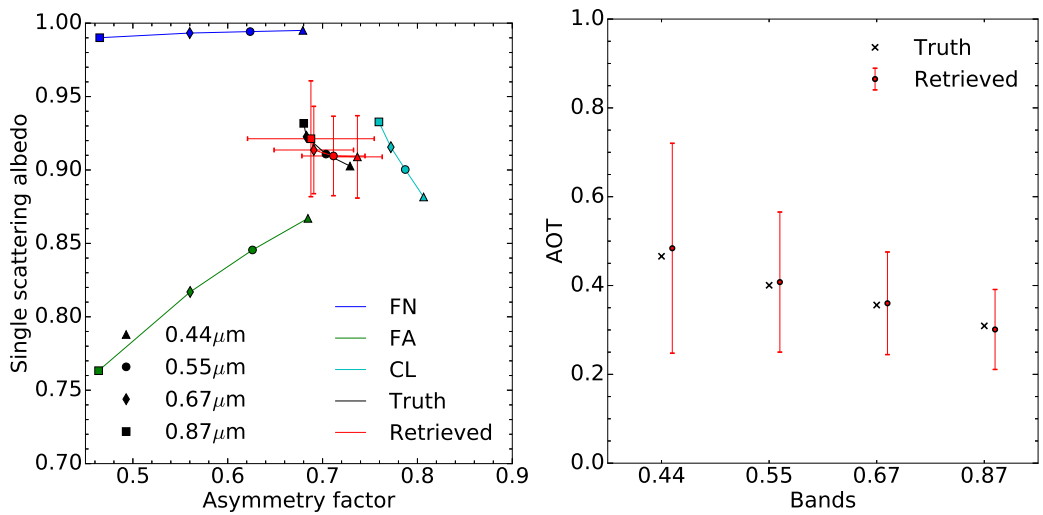 1.00
0.95
0.90
0.85
0.80
0.75
0.70
Single scattering albedo
0.5 0.6 0.7 0.8 0.9
Asymmetry factor
0.44μm
0.55μm
0.67μm
0.87μm
FN
FA
CL
Truth
Retrieved
1.0
0.8
0.6
0.4
0.2
0.0
AOT
0.44 0.55 0.67 0.87
Bands
Truth
Retrieved